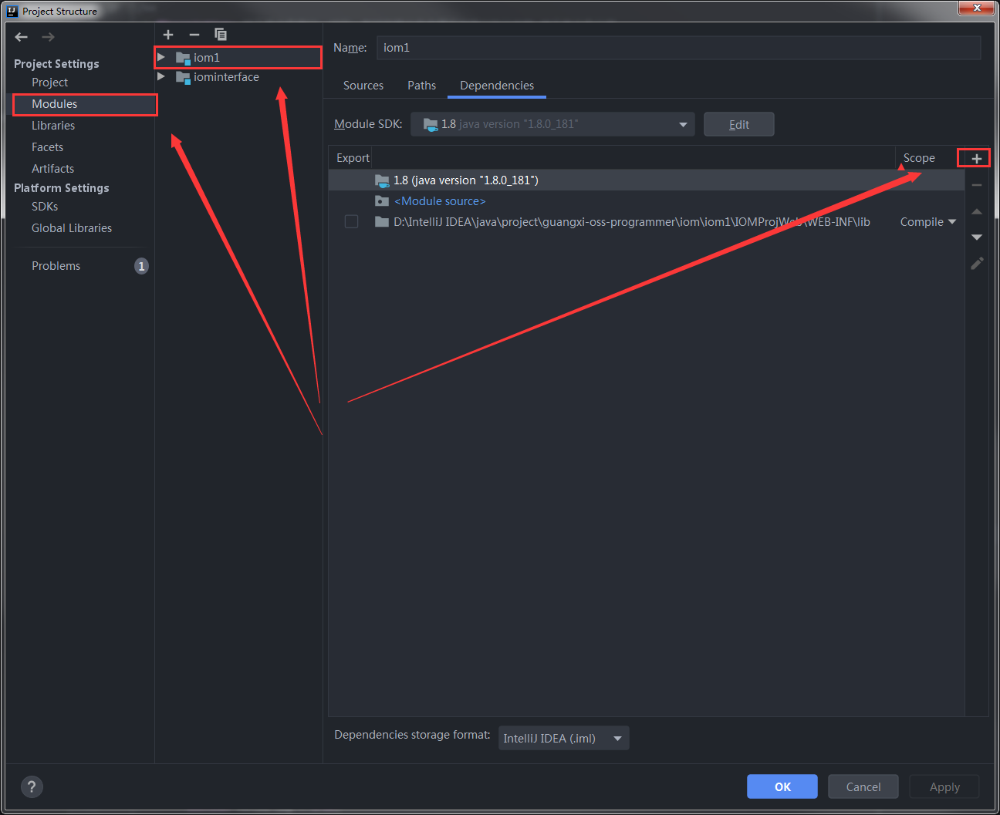 Project Structure
Project Settings
Project
Modules
Libraries
Facets
Artifacts
Platform Settings
SDKs
Global Libraries
Problems 1
iom1
iominterface
Name: iom1
Sources Paths Dependencies
Module SDK: 1.8 java version "1.8.0_181" Edit
Export Scope
1.8 (java version "1.8.0_181")
<Module source>
D:\IntelliJ IDEA\java\project\guangxi-oss-programmer\iom\iom1\IOMProjWeb\WEB-INF\lib Compile
Dependencies storage format: IntelliJ IDEA (.iml)
? OK Cancel Apply